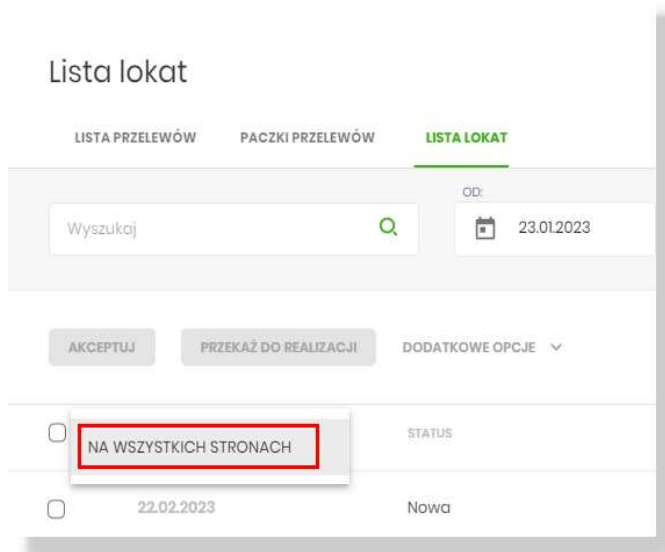 Lista lokat
LISTA PRZELEWÓW PACZKI PRZELEWÓW LISTA LOKAT
OD:
Wyszukaj 23.01.2023
AKCEPTUJ PRZEKAŻ DO REALIZACJI DODATKOWE OPCJE
NA WSZYSTKICH STRONACH STATUS
22.02.2023 Nowa